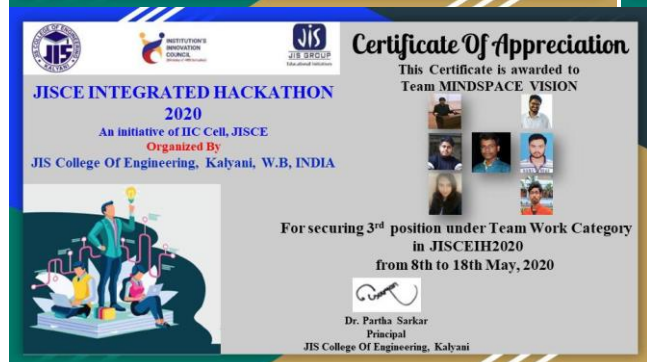 JIS COLLEGE OF ENGINEERING
JIS
KALYANI
INSTITUTION'S
INNOVATION
COUNCIL
JIS
JIS GROUP
Educational Initiatives
JISCE INTEGRATED HACKATHON
2020
An initiative of IIC Cell, JISCE
Organized By
JIS College Of Engineering, Kalyani, W.B, INDIA
Certificate Of Appreciation
This Certificate is awarded to
Team MINDSPACE VISION
For securing 3rd position under Team Work Category
in JISCEIH2020
from 8th to 18th May, 2020
Dr. Partha Sarkar
Principal
JIS College Of Engineering, Kalyani